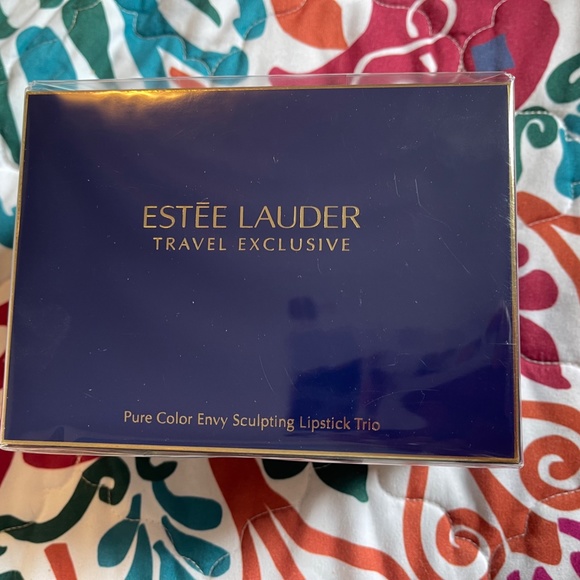 ESTĒE LAUDER
TRAVEL EXCLUSIVE
Pure Color Envy Sculpting Lipstick Trio